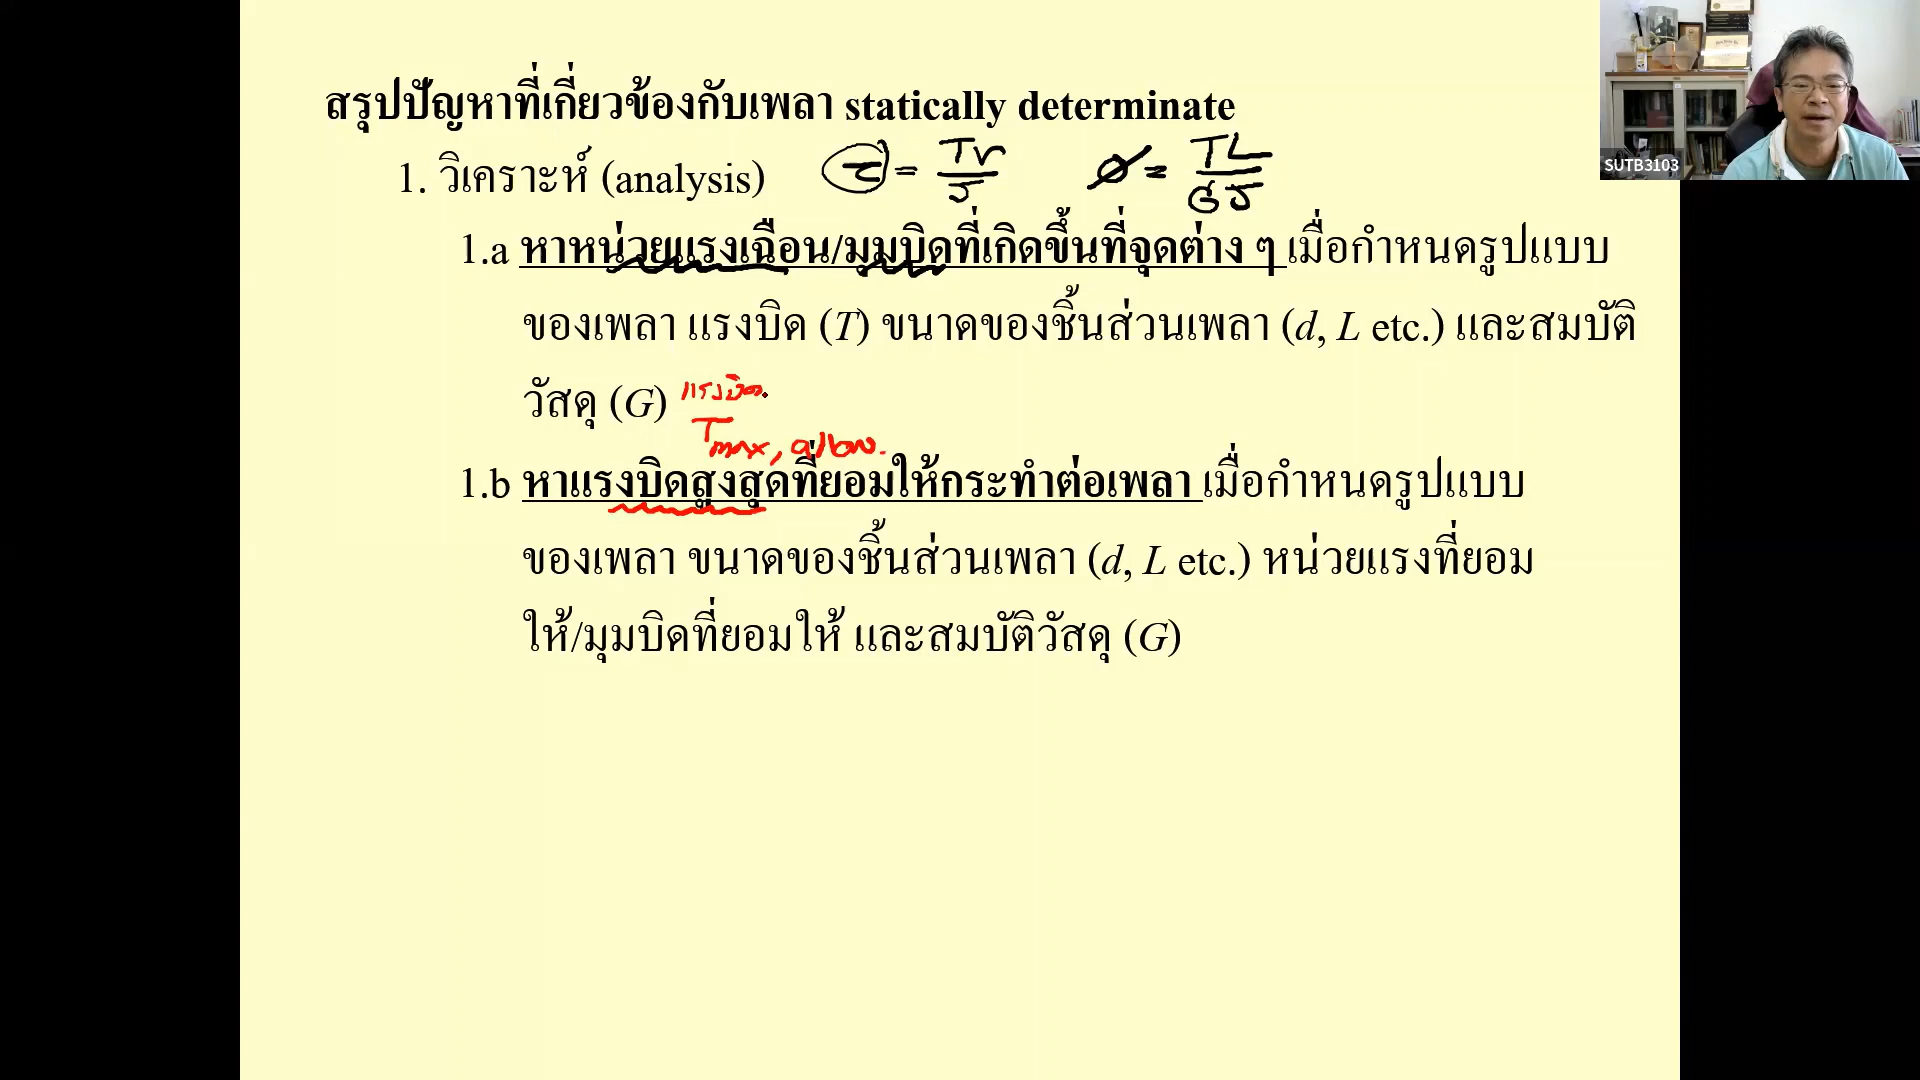 สรุปปัญหาที่เกี่ยวข้องกับเพลา statically determinate
1. วิเคราะห์ (analysis) τ = Tr/J φ = TL/GJ
1.a หาหน่วยแรงเฉือน/มุมบิดที่เกิดขึ้นที่จุดต่าง ๆ เมื่อกำหนดรูปแบบ
ของเพลา แรงบิด (T) ขนาดของชิ้นส่วนเพลา (d, L etc.) และสมบัติ
วัสดุ (G) แรงบิด
Tmax, allow.
1.b หาแรงบิดสูงสุดที่ยอมให้กระทำต่อเพลา เมื่อกำหนดรูปแบบ
ของเพลา ขนาดของชิ้นส่วนเพลา (d, L etc.) หน่วยแรงที่ยอม
ให้/มุมบิดที่ยอมให้ และสมบัติวัสดุ (G)
SUTB3103